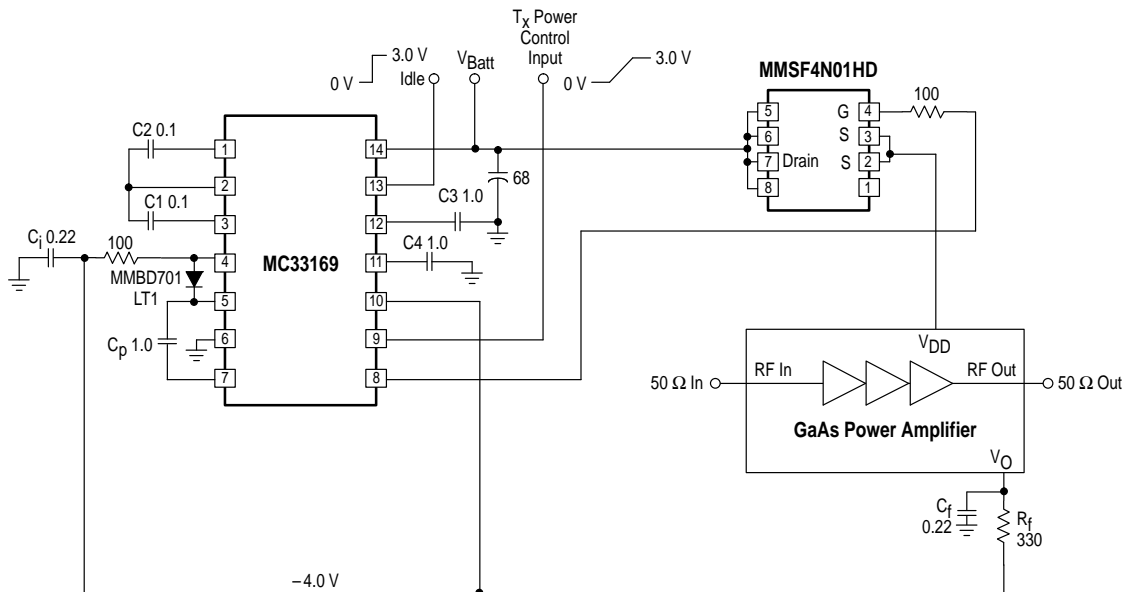 Tx Power
Control
Input
3.0 V
0 V
Idle
VBatt
0 V
3.0 V
MMSF4N01HD
100
5
6
7
8
Drain
G
S
S
4
3
2
1
C2 0.1
C1 0.1
Ci 0.22
100
MMBD701
LT1
Cp 1.0
1
2
3
4
5
6
7
MC33169
14
13
12
11
10
9
8
68
C3 1.0
C4 1.0
VDD
50 Ω In
RF In
RF Out
50 Ω Out
GaAs Power Amplifier
VO
Cf
0.22
Rf
330
–4.0 V